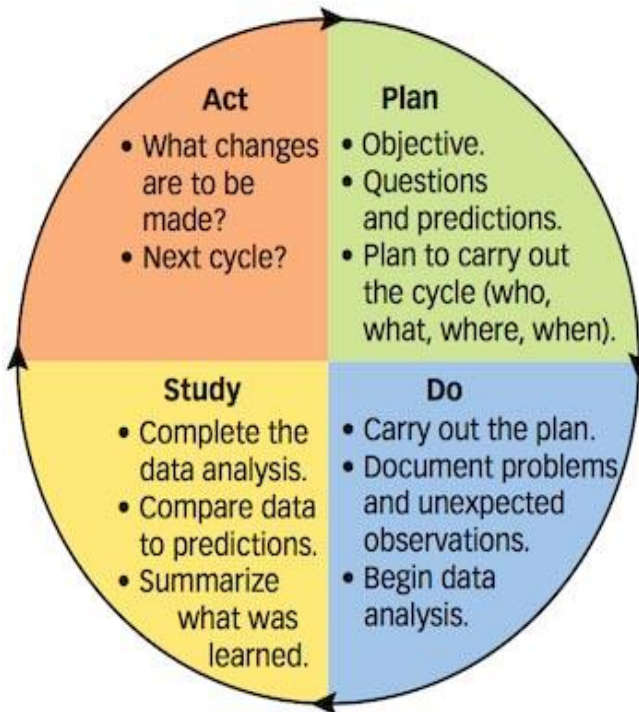 Act
• What changes
are to be
made?
• Next cycle?
Plan
• Objective.
• Questions
and predictions.
• Plan to carry out
the cycle (who,
what, where, when).
Study
• Complete the
data analysis.
• Compare data
to predictions.
• Summarize
what was
learned.
Do
• Carry out the plan.
• Document problems
and unexpected
observations.
• Begin data
analysis.